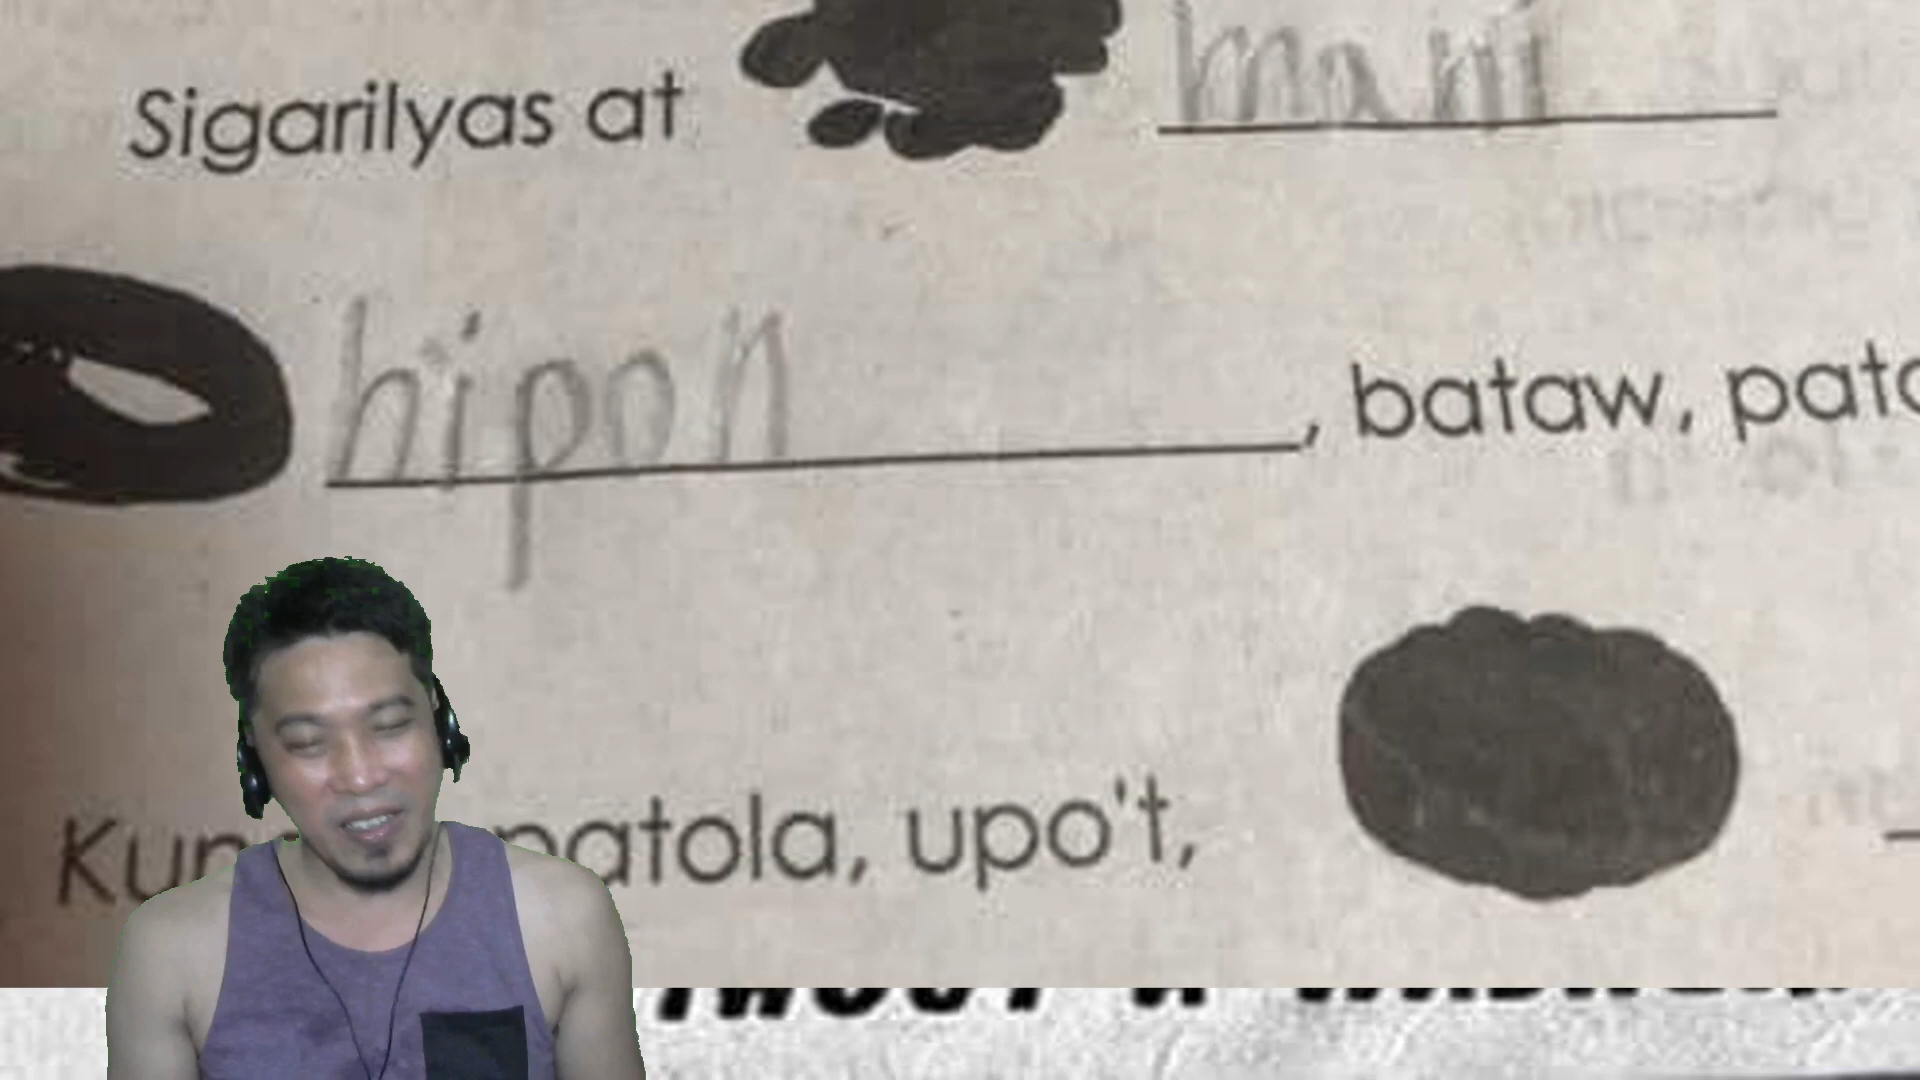 Sigarilyas at mani
hipon, bataw,
patola, upo't,